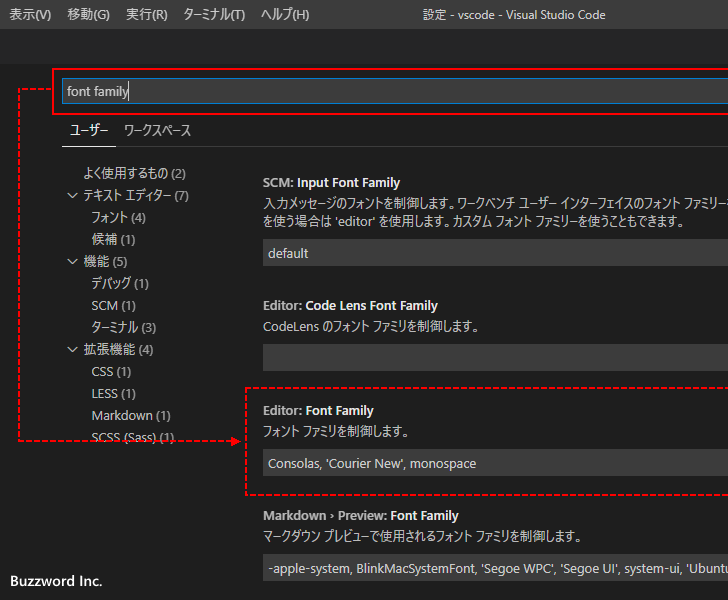 表示(V) 移動(G) 実行(R) ターミナル(T) ヘルプ(H) 設定 - vscode - Visual Studio Code
font family
ユーザー ワークスペース
よく使用するもの (2)
テキスト エディター (7)
フォント (4)
候補 (1)
機能 (5)
デバッグ (1)
SCM (1)
ターミナル (3)
拡張機能 (4)
CSS (1)
LESS (1)
Markdown (1)
SCSS (Sass) (1)
SCM: Input Font Family
入力メッセージのフォントを制御します。ワークベンチ ユーザー インターフェイスのフォント ファミリーを
を使う場合は 'editor' を使用します。カスタム フォント ファミリーを使うこともできます。
default
Editor: Code Lens Font Family
CodeLens のフォント ファミリを制御します。
Editor: Font Family
フォント ファミリを制御します。
Consolas, 'Courier New', monospace
Markdown › Preview: Font Family
マークダウン プレビューで使用されるフォント ファミリを制御します。
-apple-system, BlinkMacSystemFont, 'Segoe WPC', 'Segoe UI', system-ui, 'Ubuntu
Buzzword Inc.